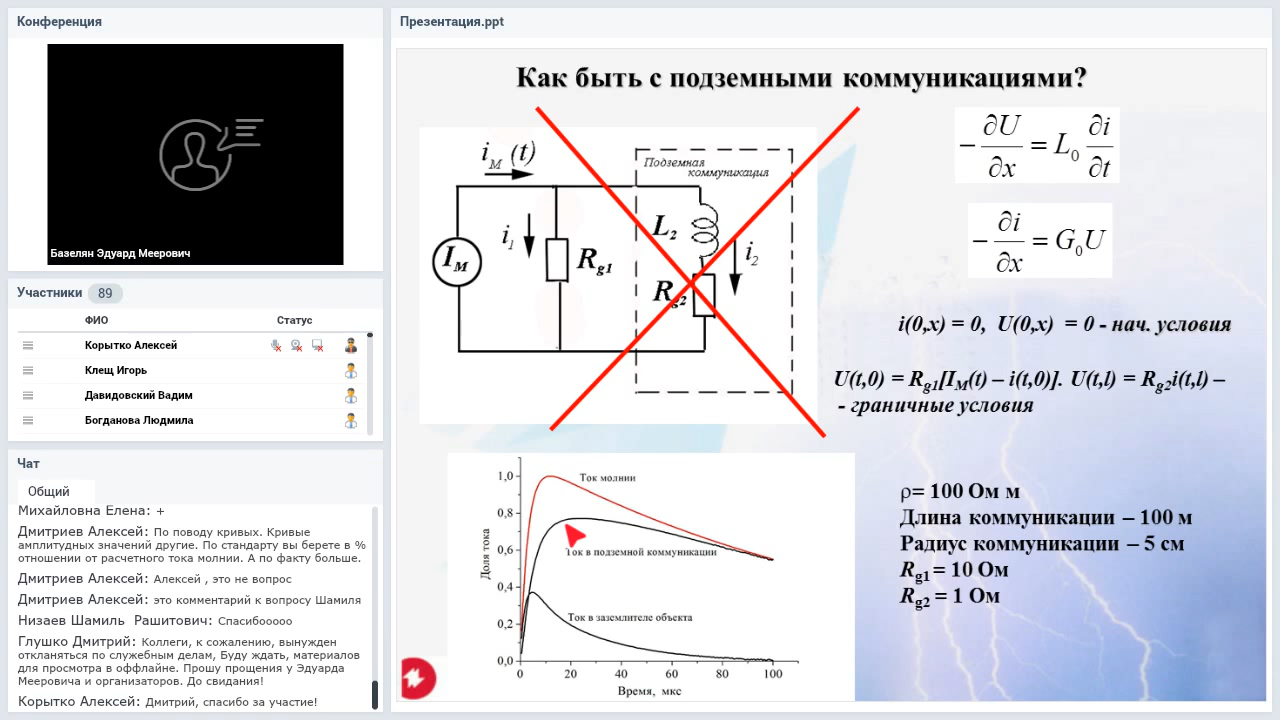 Конференция
Базелян Эдуард Меерович
Участники 89
ФИО Статус
Корытко Алексей
Клещ Игорь
Давидовский Вадим
Богданова Людмила
Чат
Общий
Михайловна Елена: +
Дмитриев Алексей: По поводу кривых. Кривые
амплитудных значений другие. По стандарту вы берете в %
отношении от расчетного тока молнии. А по факту больше.
Дмитриев Алексей: Алексей , это не вопрос
Дмитриев Алексей: это комментарий к вопросу Шамиля
Низаев Шамиль Рашитович: Спасибооооо
Глушко Дмитрий: Коллеги, к сожалению, вынужден
откланяться по служебным делам, Буду ждать, материалов
для просмотра в оффлайне. Прошу прощения у Эдуарда
Мееровича и организаторов. До свидания!
Корытко Алексей: Дмитрий, спасибо за участие!
Презентация.ppt
Как быть с подземными коммуникациями?
i_M (t)
Подземная
коммуникация
L_2
i_1
i_2
I_M
R_g1
R_g2
−∂U/∂x = L_0 ∂i/∂t
−∂i/∂x = G_0U
i(0,x) = 0, U(0,x) = 0 - нач. условия
U(t,0) = R_g1[I_M(t) – i(t,0)]. U(t,l) = R_g2i(t,l) –
- граничные условия
Доля тока
1,0
0,8
0,6
0,4
0,2
0,0
Ток молнии
Ток в подземной коммуникации
Ток в заземлителе объекта
0 20 40 60 80 100
Время, мкс
ρ= 100 Ом м
Длина коммуникации – 100 м
Радиус коммуникации – 5 см
R_g1 = 10 Ом
R_g2 = 1 Ом